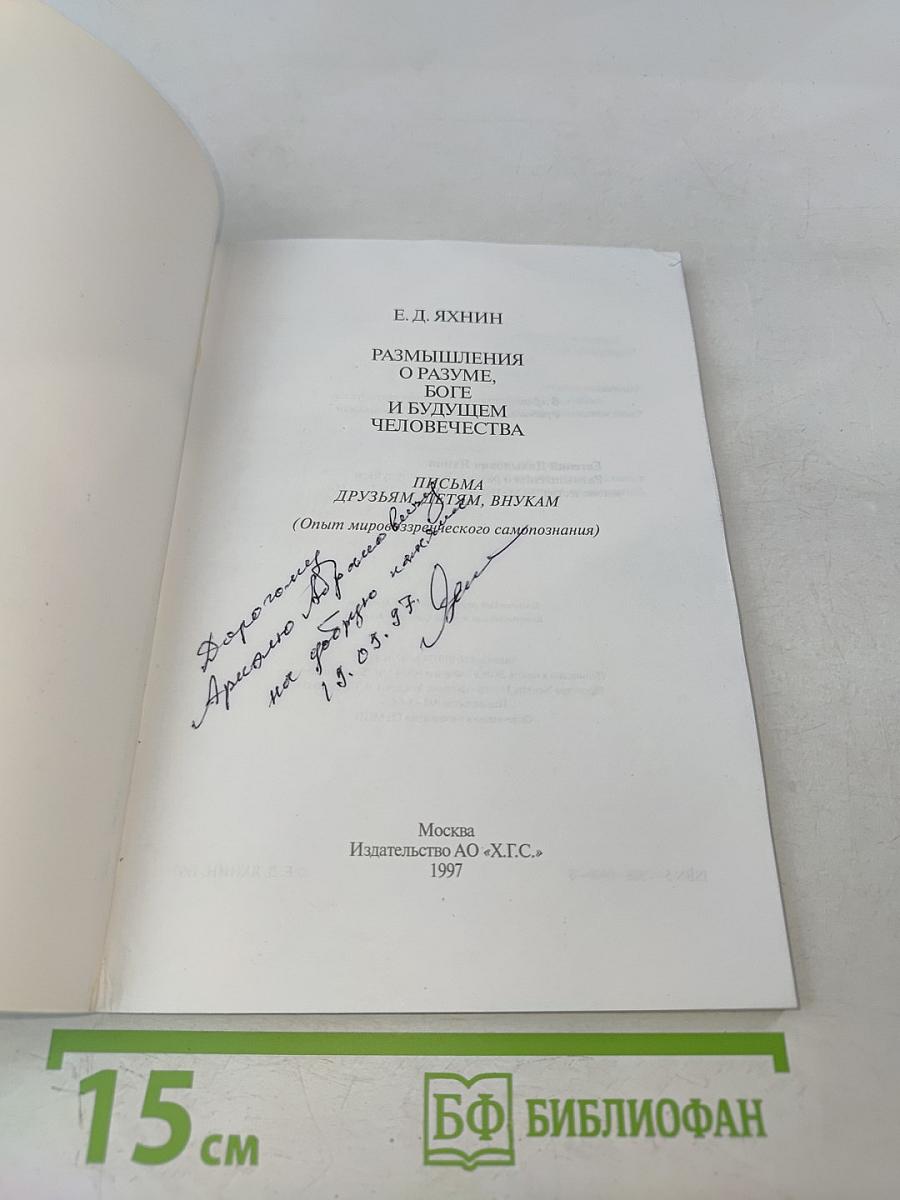 Е. Д. ЯХНИН
РАЗМЫШЛЕНИЯ
О РАЗУМЕ,
БОГЕ
И БУДУЩЕМ
ЧЕЛОВЕЧЕСТВА
ПИСЬМА
ДРУЗЬЯМ, ДЕТЯМ, ВНУКАМ
(Опыт мировоззренческого самопознания)
Дорогому
Абрамовичу
на добрую память
19.05.97.
Москва
Издательство АО «Х.Г.С.»
1997
15 см
БФ БИБЛИОФАН